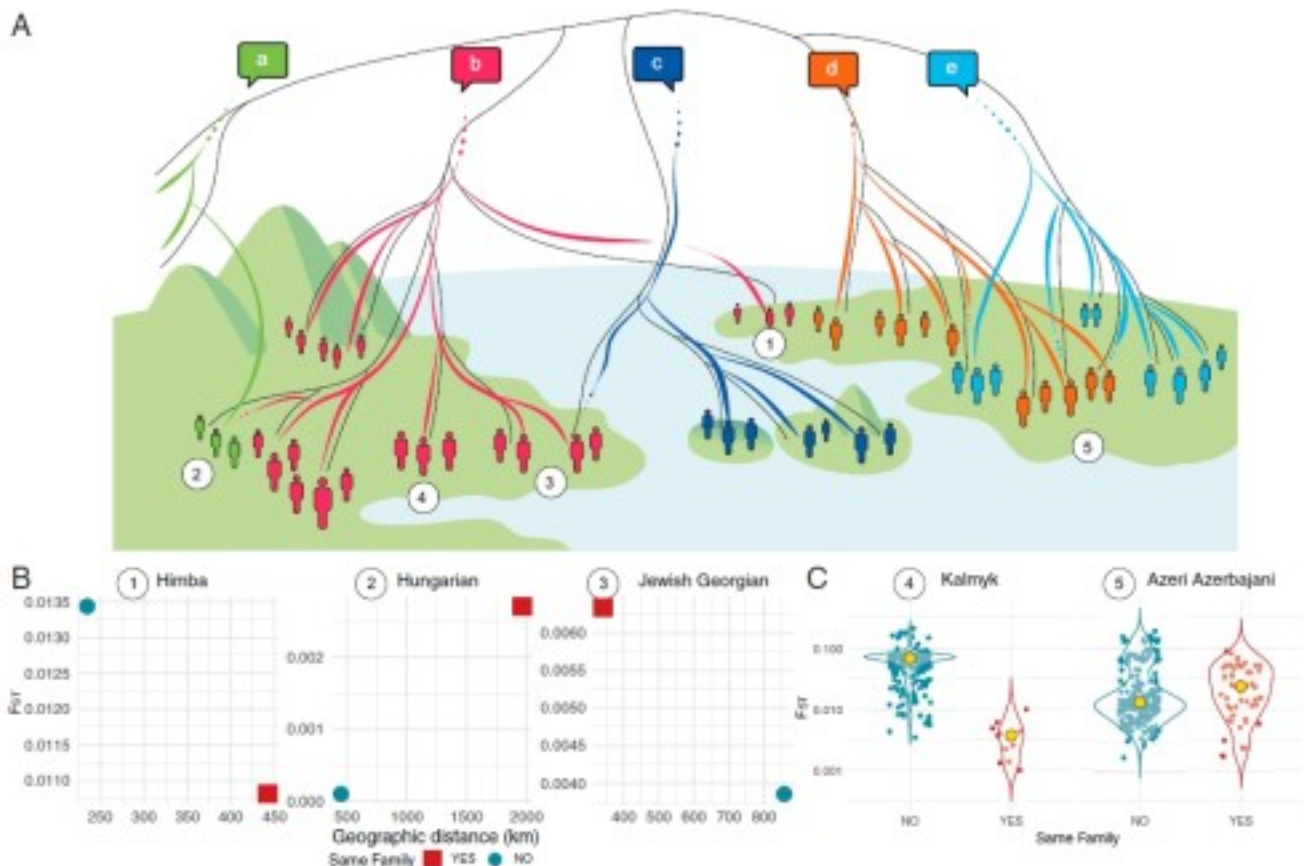 A
a
b
c
d
e
1
2
4
3
5
B
1 Himba
2 Hungarian
3 Jewish Georgian
C
4 Kalmyk
5 Azeri Azerbajani
FST
0.0135
0.0130
0.0125
0.0120
0.0115
0.0110
250 300 350 400 450
0.002
0.001
0.000
500 1000 1500 2000
0.0060
0.0055
0.0050
0.0045
0.0040
400 500 600 700 800
Geographic distance (km)
Same Family YES NO
FST
0.100
0.010
0.001
NO YES NO YES
Same Family